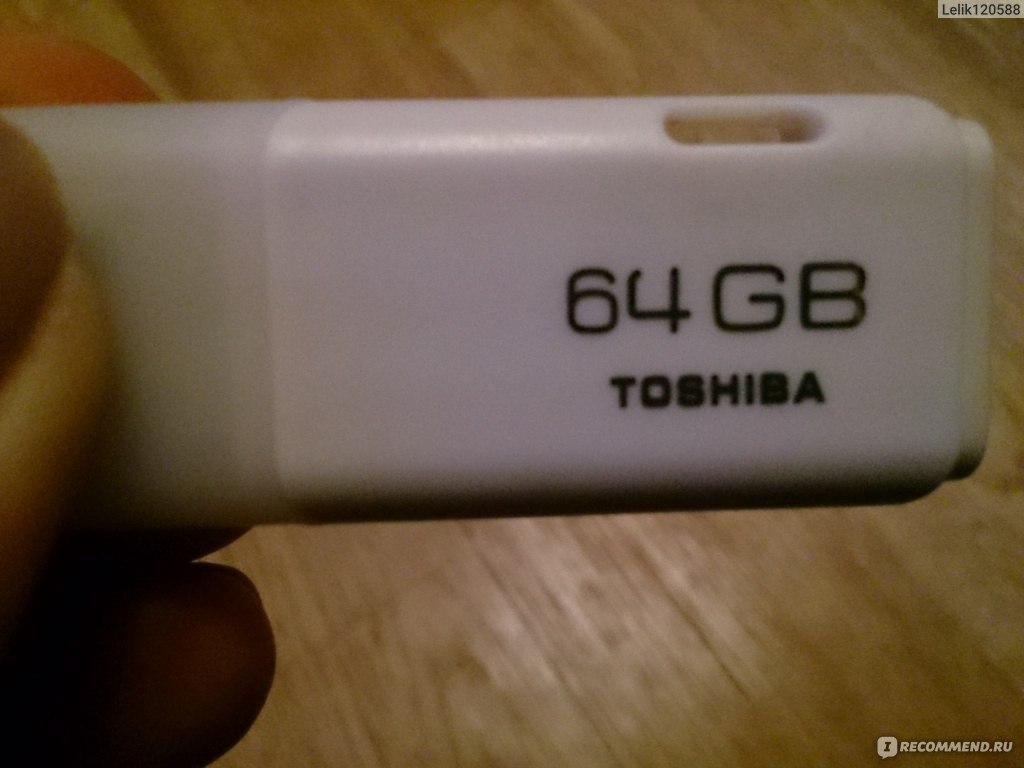 Lelik120588
64 GB
TOSHIBA
I RECOMMEND.RU